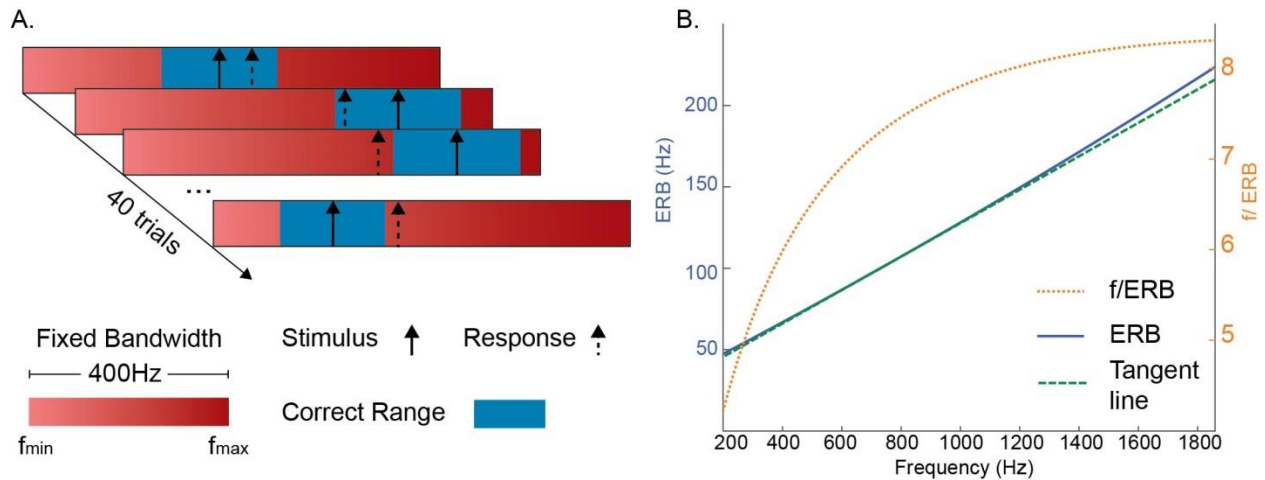 A.
...
40 trials
Fixed Bandwidth
400Hz
fmin
fmax
Stimulus
Response
Correct Range
B.
ERB (Hz)
200
150
100
50
8
7
6
5
f/ ERB
f/ERB
ERB
Tangent
line
200 400 600 800 1000 1200 1400 1600 1800
Frequency (Hz)